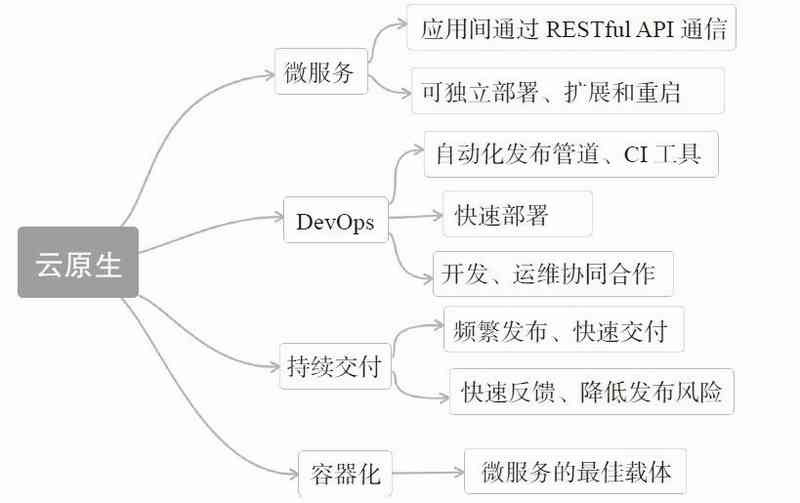 云原生
微服务
应用间通过 RESTful API 通信
可独立部署、扩展和重启
DevOps
自动化发布管道、CI 工具
快速部署
开发、运维协同合作
持续交付
频繁发布、快速交付
快速反馈、降低发布风险
容器化
微服务的最佳载体